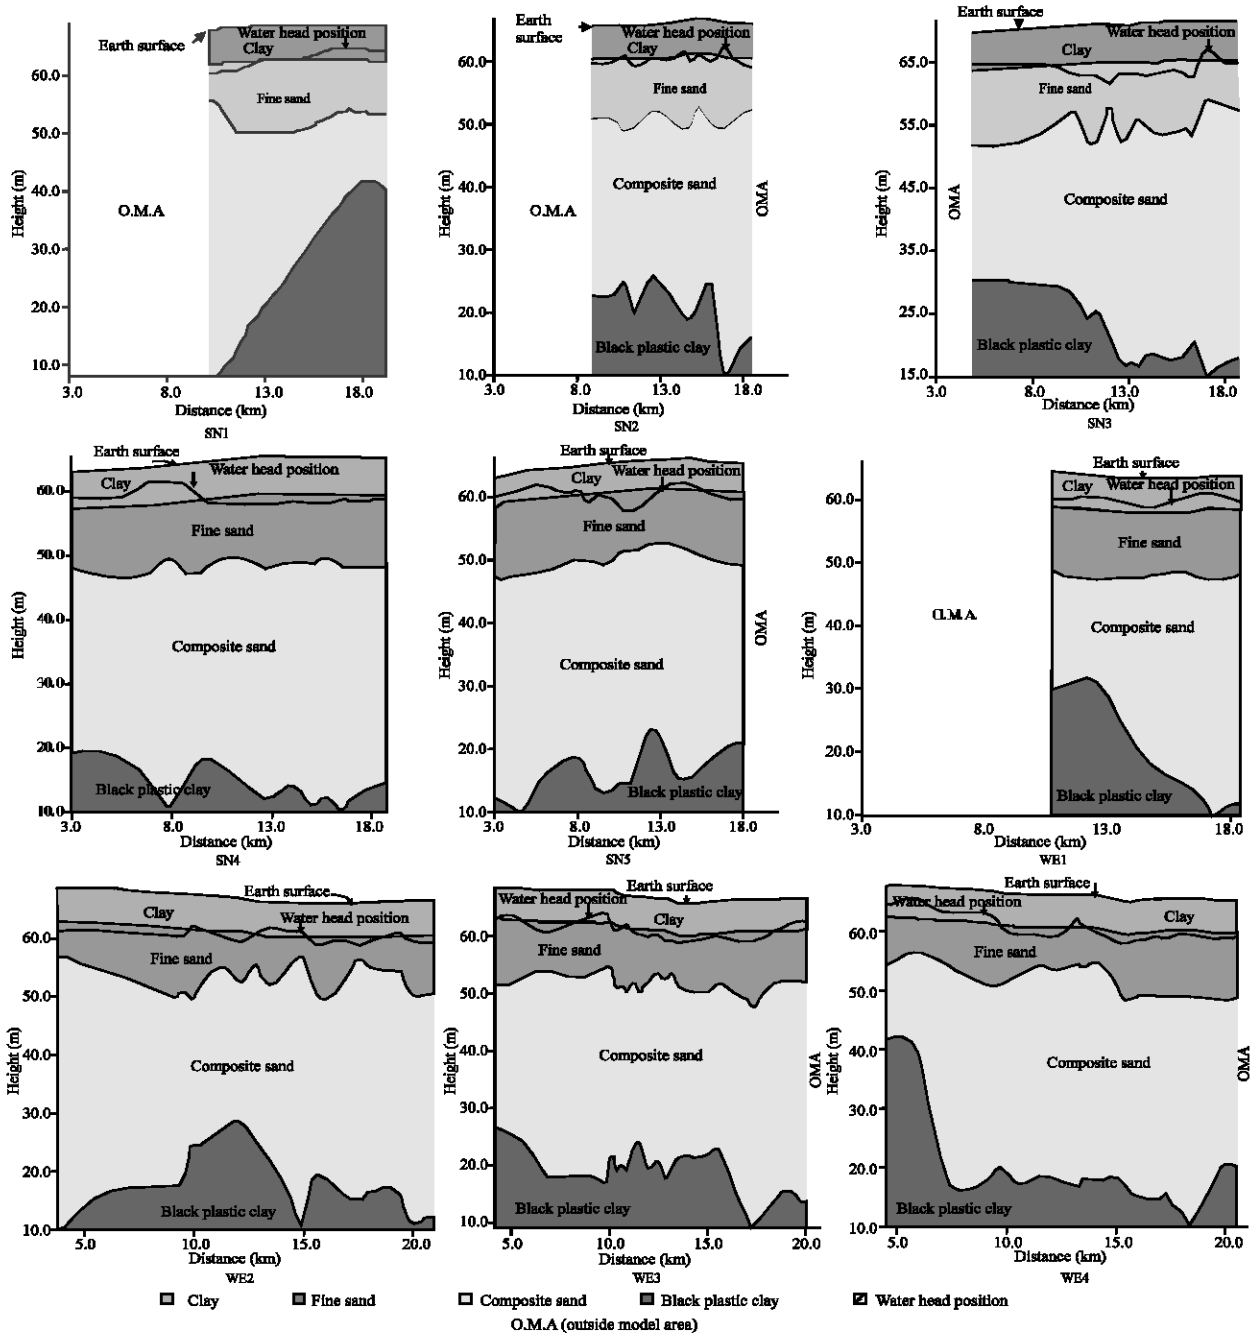 Earth surface
Water head position
Clay
Fine sand
O.M.A
Height (m)
60.0
50.0
40.0
30.0
20.0
10.0
3.0 8.0 13.0 18.0
Distance (km)
SN1
Earth
surface
Water head position
Clay
Fine sand
Composite sand
O.M.A
OMA
Black plastic clay
Height (m)
60.0
50.0
40.0
30.0
20.0
10.0
3.0 8.0 13.0 18.0
Distance (km)
SN2
Earth surface
Water head position
Clay
Fine sand
Composite sand
OMA
Black plastic clay
Height (m)
65.0
55.0
45.0
35.0
25.0
15.0
3.0 8.0 13.0 18.0
Distance (km)
SN3
Earth surface
Water head position
Clay
Fine sand
Composite sand
Black plastic clay
Height (m)
60.0
50.0
40.0
30.0
20.0
10.0
3.0 8.0 13.0 18.0
Distance (km)
SN4
Earth surface
Water head position
Clay
Fine sand
Composite sand
OMA
Black plastic clay
Height (m)
60.0
50.0
40.0
30.0
20.0
10.0
3.0 8.0 13.0 18.0
Distance (km)
SN5
Earth surface
Clay
Water head position
Fine sand
O.M.A.
Composite sand
Black plastic clay
Height (m)
60.0
50.0
40.0
30.0
20.0
10.0
3.0 8.0 13.0 18.0
Distance (km)
WE1
Earth surface
Clay
Water head position
Fine sand
Composite sand
Black plastic clay
Height (m)
60.0
50.0
40.0
30.0
20.0
10.0
5.0 10.0 15.0 20.0
Distance (km)
WE2
Earth surface
Water head position
Clay
Fine sand
Composite sand
OMA
Black plastic clay
Height (m)
60.0
50.0
40.0
30.0
20.0
10.0
5.0 10.0 15.0 20.0
Distance (km)
WE3
Earth surface
Water head position
Clay
Fine sand
Composite sand
OMA
Black plastic clay
Height (m)
60.0
50.0
40.0
30.0
20.0
10.0
5.0 10.0 15.0 20.0
Distance (km)
WE4
Clay Fine sand Composite sand Black plastic clay Water head position
O.M.A (outside model area)